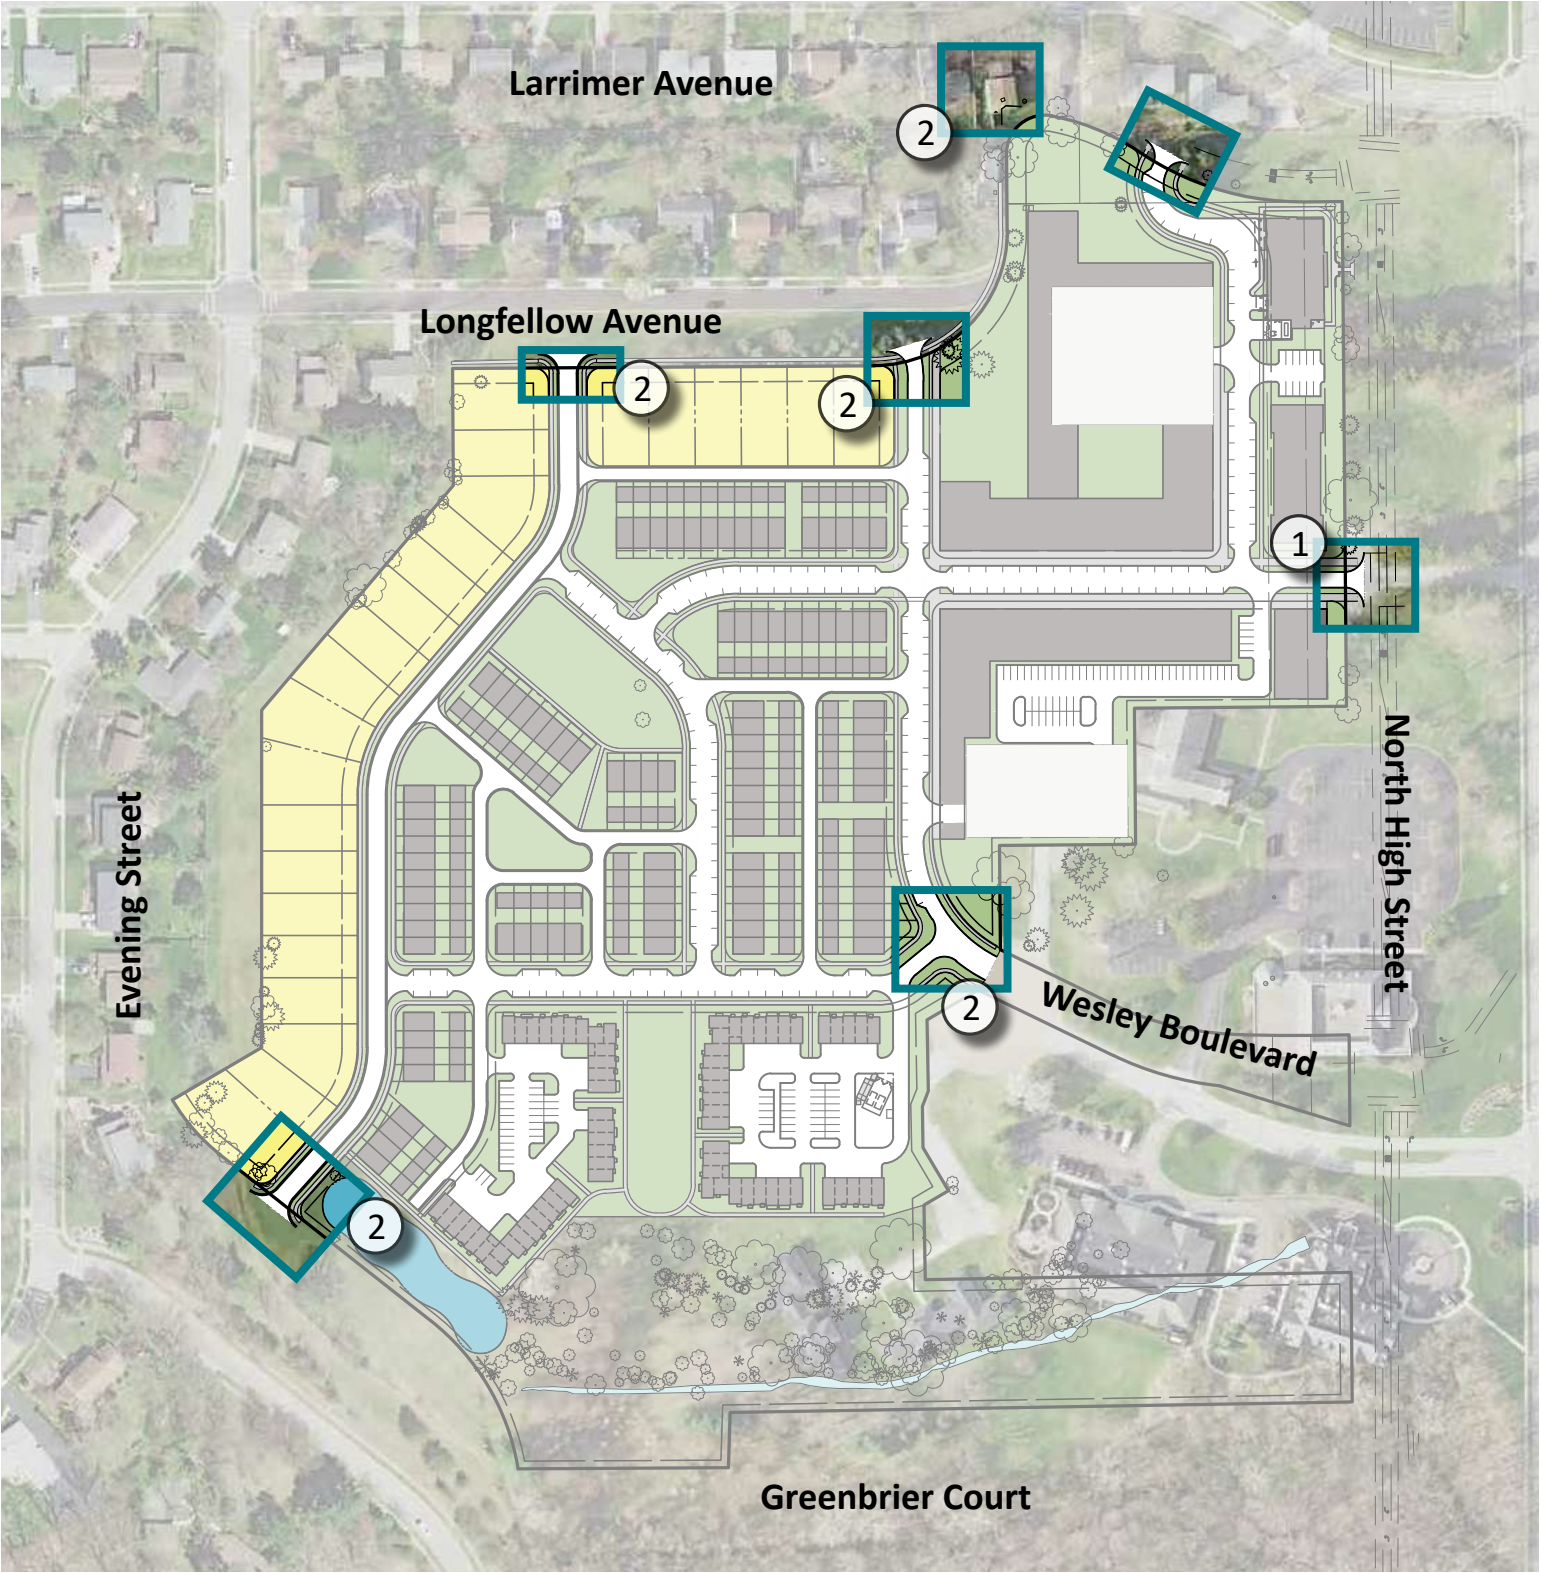 Larrimer Avenue
2
Longfellow Avenue
2
2
1
North High Street
Evening Street
2
Wesley Boulevard
2
Greenbrier Court